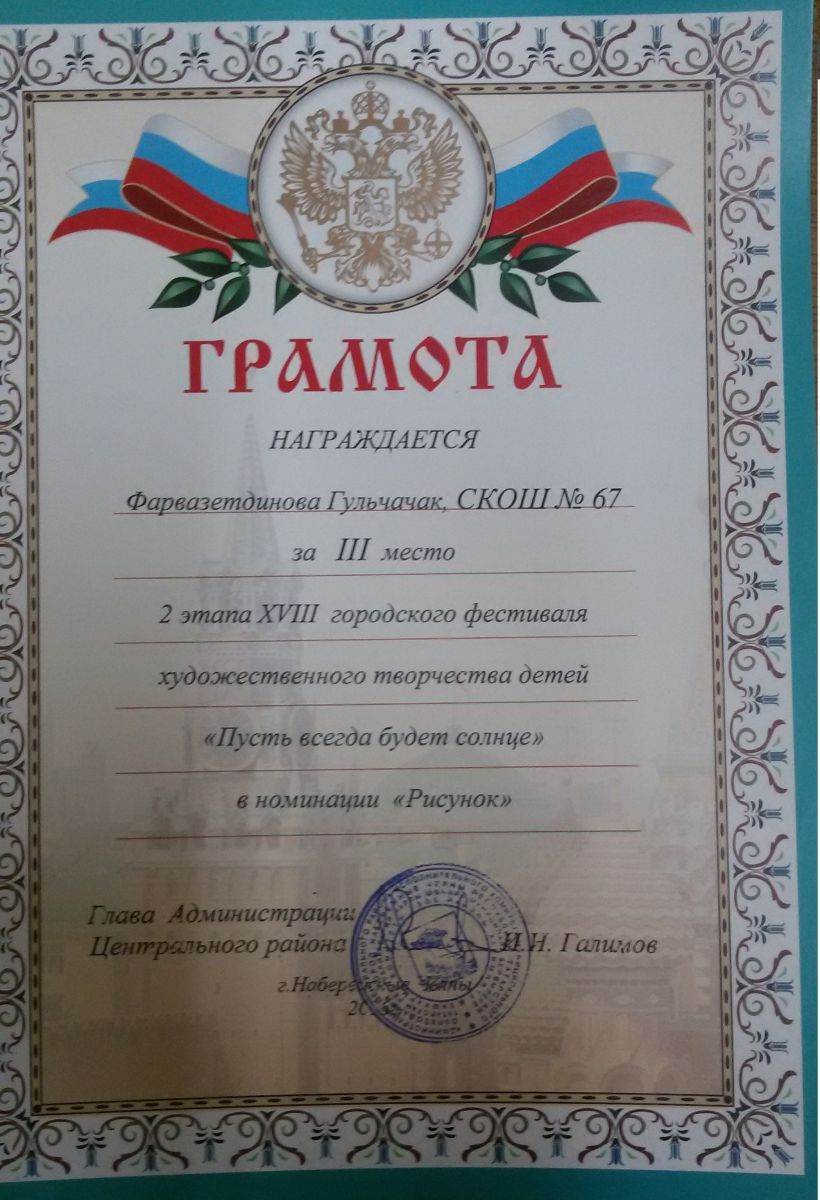 ГРАМОТА
НАГРАЖДАЕТСЯ
Фарвазетдинова Гульчачак, СКОШ № 67
за III место
2 этапа XVIII городского фестиваля
художественного творчества детей
«Пусть всегда будет солнце»
в номинации «Рисунок»
Глава Администрации
Центрального района И.Н. Галимов
г.Набережные Челны